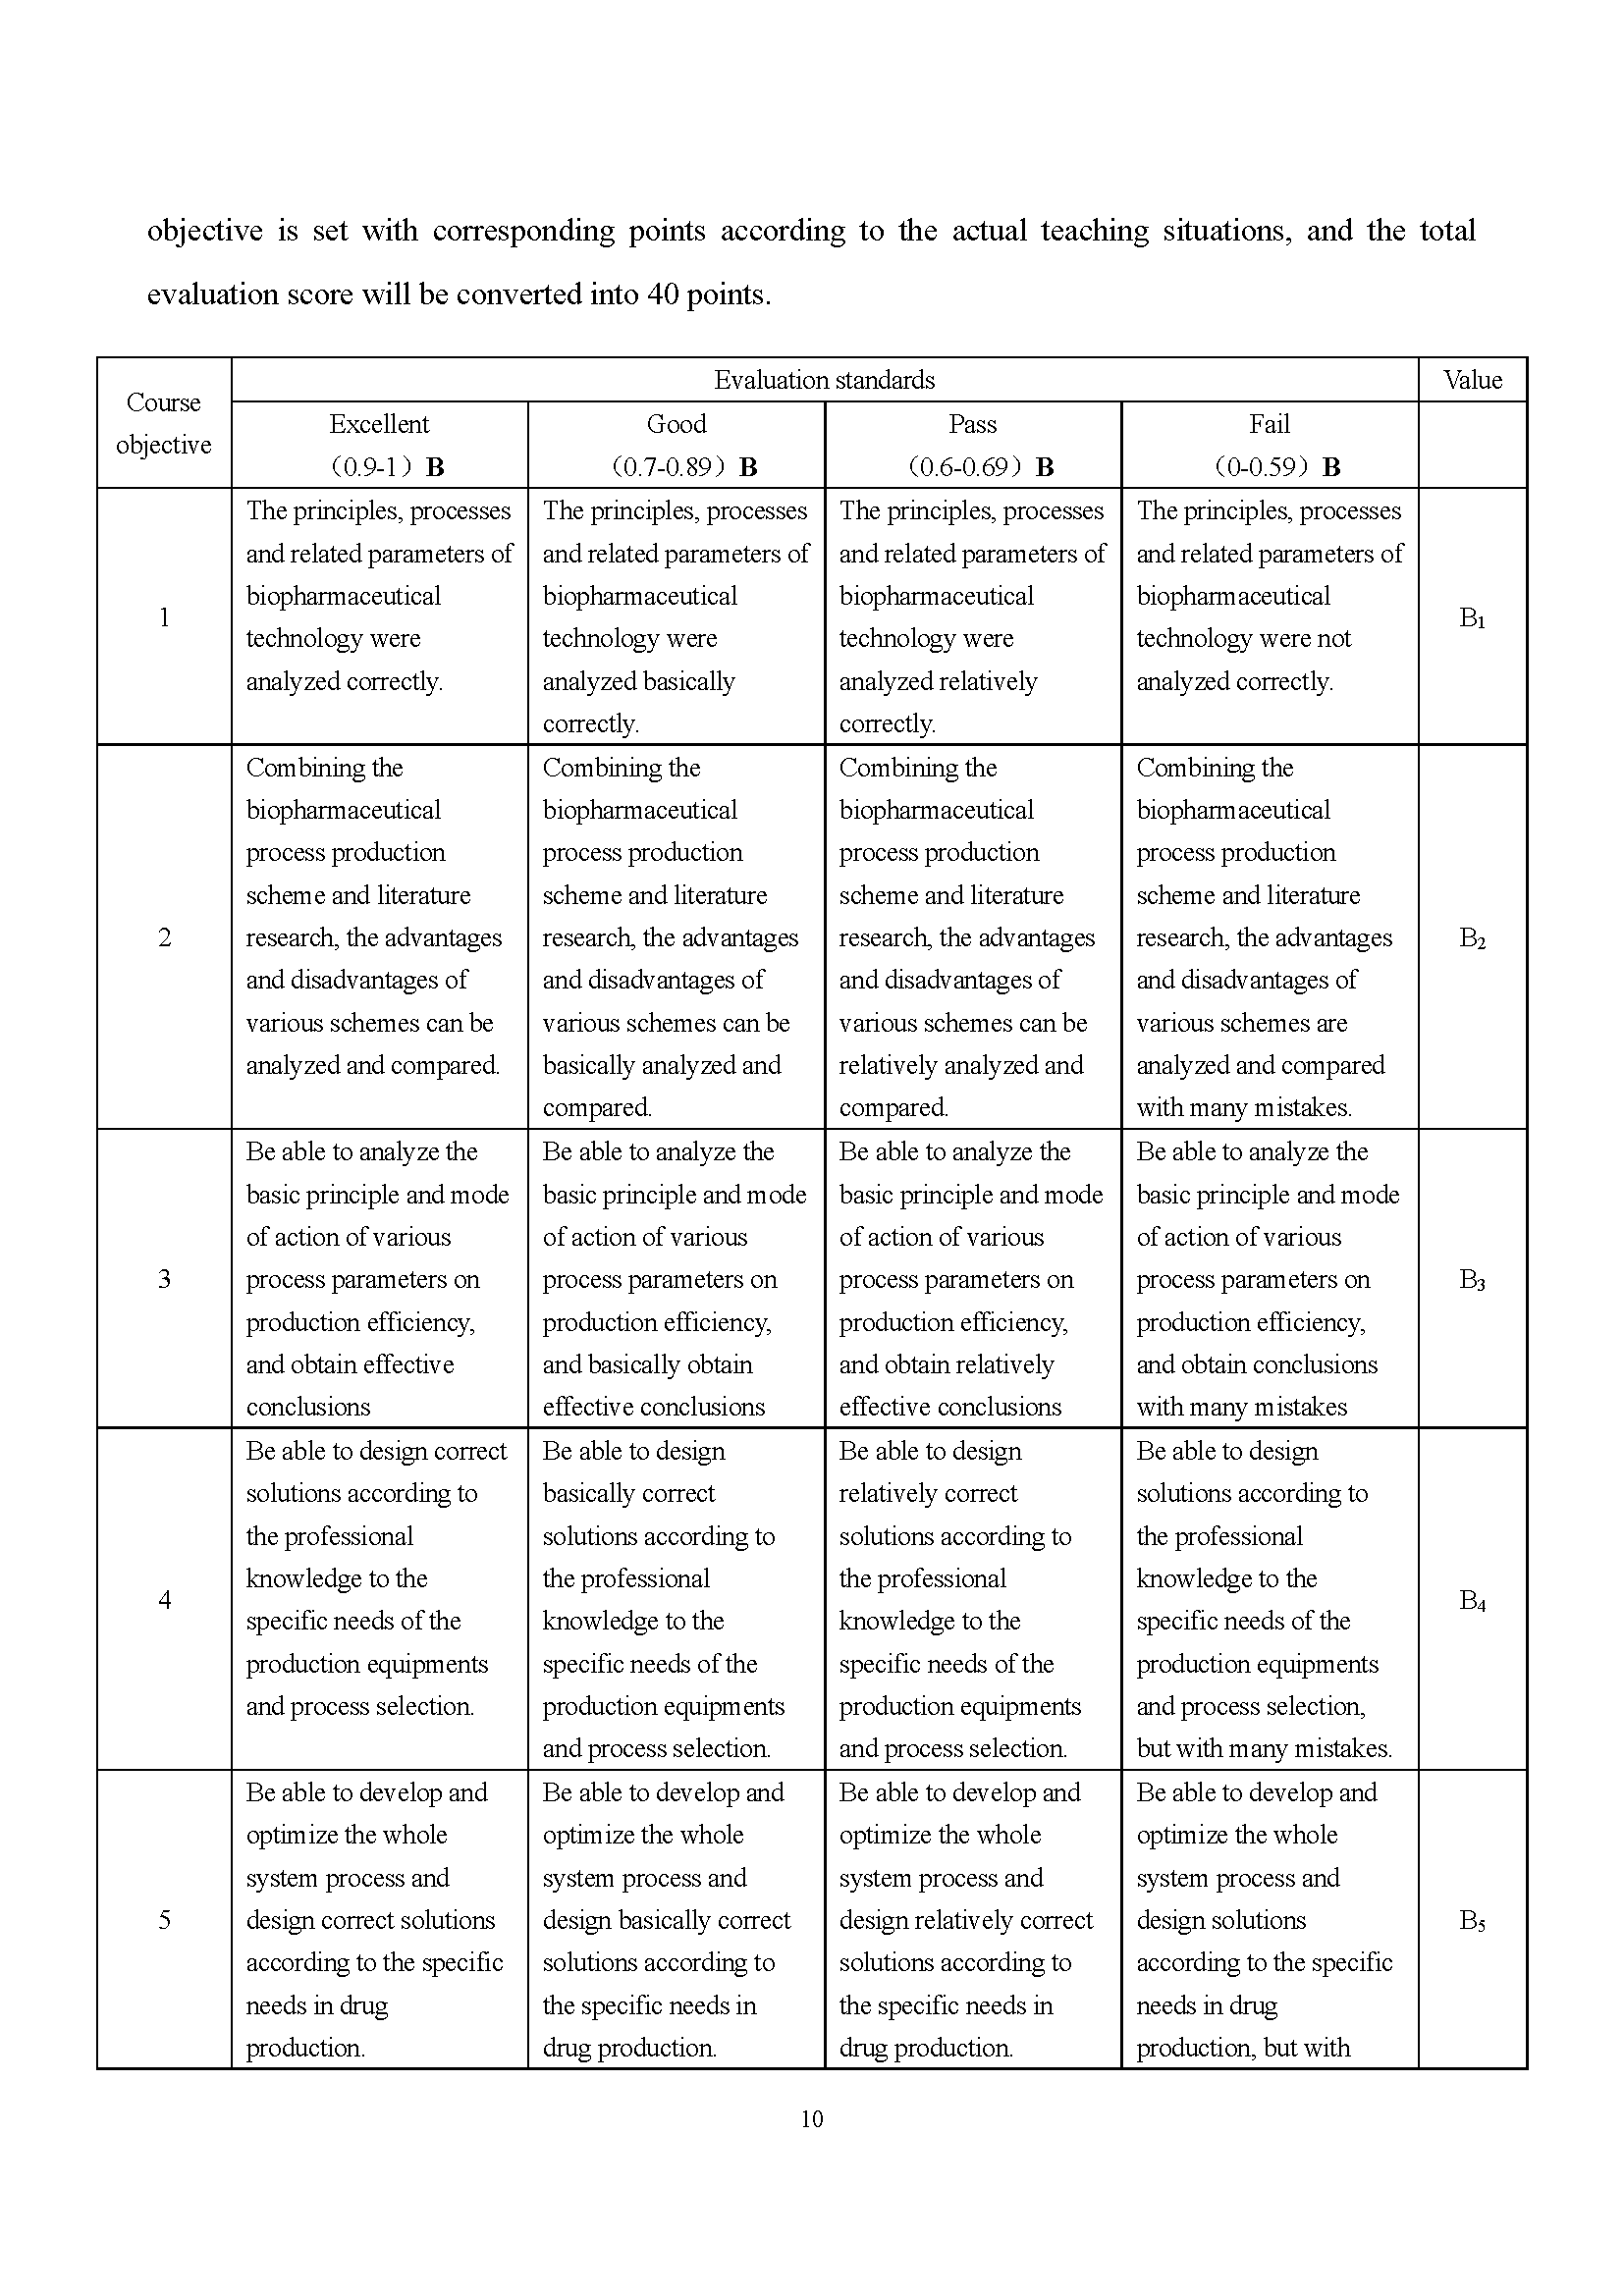 objective is set with corresponding points according to the actual teaching situations, and the total
evaluation score will be converted into 40 points.
Course
objective
Evaluation standards
Value
Excellent
（0.9-1）B
Good
（0.7-0.89）B
Pass
（0.6-0.69）B
Fail
（0-0.59）B
1
The principles, processes
and related parameters of
biopharmaceutical
technology were
analyzed correctly.
The principles, processes
and related parameters of
biopharmaceutical
technology were
analyzed basically
correctly.
The principles, processes
and related parameters of
biopharmaceutical
technology were
analyzed relatively
correctly.
The principles, processes
and related parameters of
biopharmaceutical
technology were not
analyzed correctly.
B₁
2
Combining the
biopharmaceutical
process production
scheme and literature
research, the advantages
and disadvantages of
various schemes can be
analyzed and compared.
Combining the
biopharmaceutical
process production
scheme and literature
research, the advantages
and disadvantages of
various schemes can be
basically analyzed and
compared.
Combining the
biopharmaceutical
process production
scheme and literature
research, the advantages
and disadvantages of
various schemes can be
relatively analyzed and
compared.
Combining the
biopharmaceutical
process production
scheme and literature
research, the advantages
and disadvantages of
various schemes are
analyzed and compared
with many mistakes.
B₂
3
Be able to analyze the
basic principle and mode
of action of various
process parameters on
production efficiency,
and obtain effective
conclusions
Be able to analyze the
basic principle and mode
of action of various
process parameters on
production efficiency,
and basically obtain
effective conclusions
Be able to analyze the
basic principle and mode
of action of various
process parameters on
production efficiency,
and obtain relatively
effective conclusions
Be able to analyze the
basic principle and mode
of action of various
process parameters on
production efficiency,
and obtain conclusions
with many mistakes
B₃
4
Be able to design correct
solutions according to
the professional
knowledge to the
specific needs of the
production equipments
and process selection.
Be able to design
basically correct
solutions according to
the professional
knowledge to the
specific needs of the
production equipments
and process selection.
Be able to design
relatively correct
solutions according to
the professional
knowledge to the
specific needs of the
production equipments
and process selection.
Be able to design
solutions according to
the professional
knowledge to the
specific needs of the
production equipments
and process selection,
but with many mistakes.
B₄
5
Be able to develop and
optimize the whole
system process and
design correct solutions
according to the specific
needs in drug
production.
Be able to develop and
optimize the whole
system process and
design basically correct
solutions according to
the specific needs in
drug production.
Be able to develop and
optimize the whole
system process and
design relatively correct
solutions according to
the specific needs in
drug production.
Be able to develop and
optimize the whole
system process and
design solutions
according to the specific
needs in drug
production, but with
B₅
10